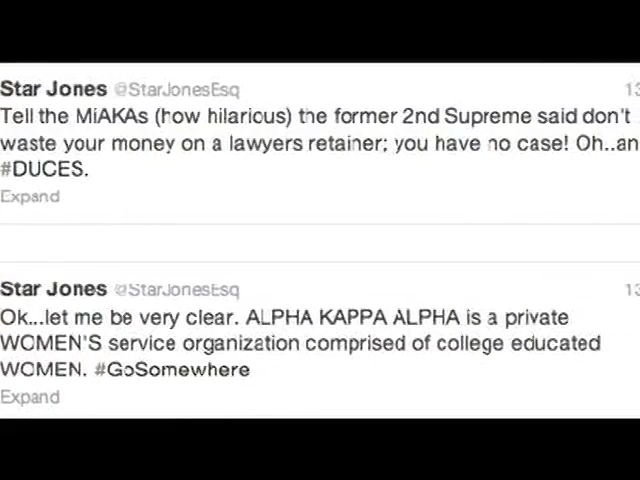 Star Jones @StarJonesEsq 13
Tell the MiAKAs (how hilarious) the former 2nd Supreme said don't
waste your money on a lawyers retainer; you have no case! Oh..an
#DUCES.
Expand
Star Jones @StarJonesEsq 13
Ok...let me be very clear. ALPHA KAPPA ALPHA is a private
WOMEN'S service organization comprised of college educated
WOMEN. #GoSomewhere
Expand